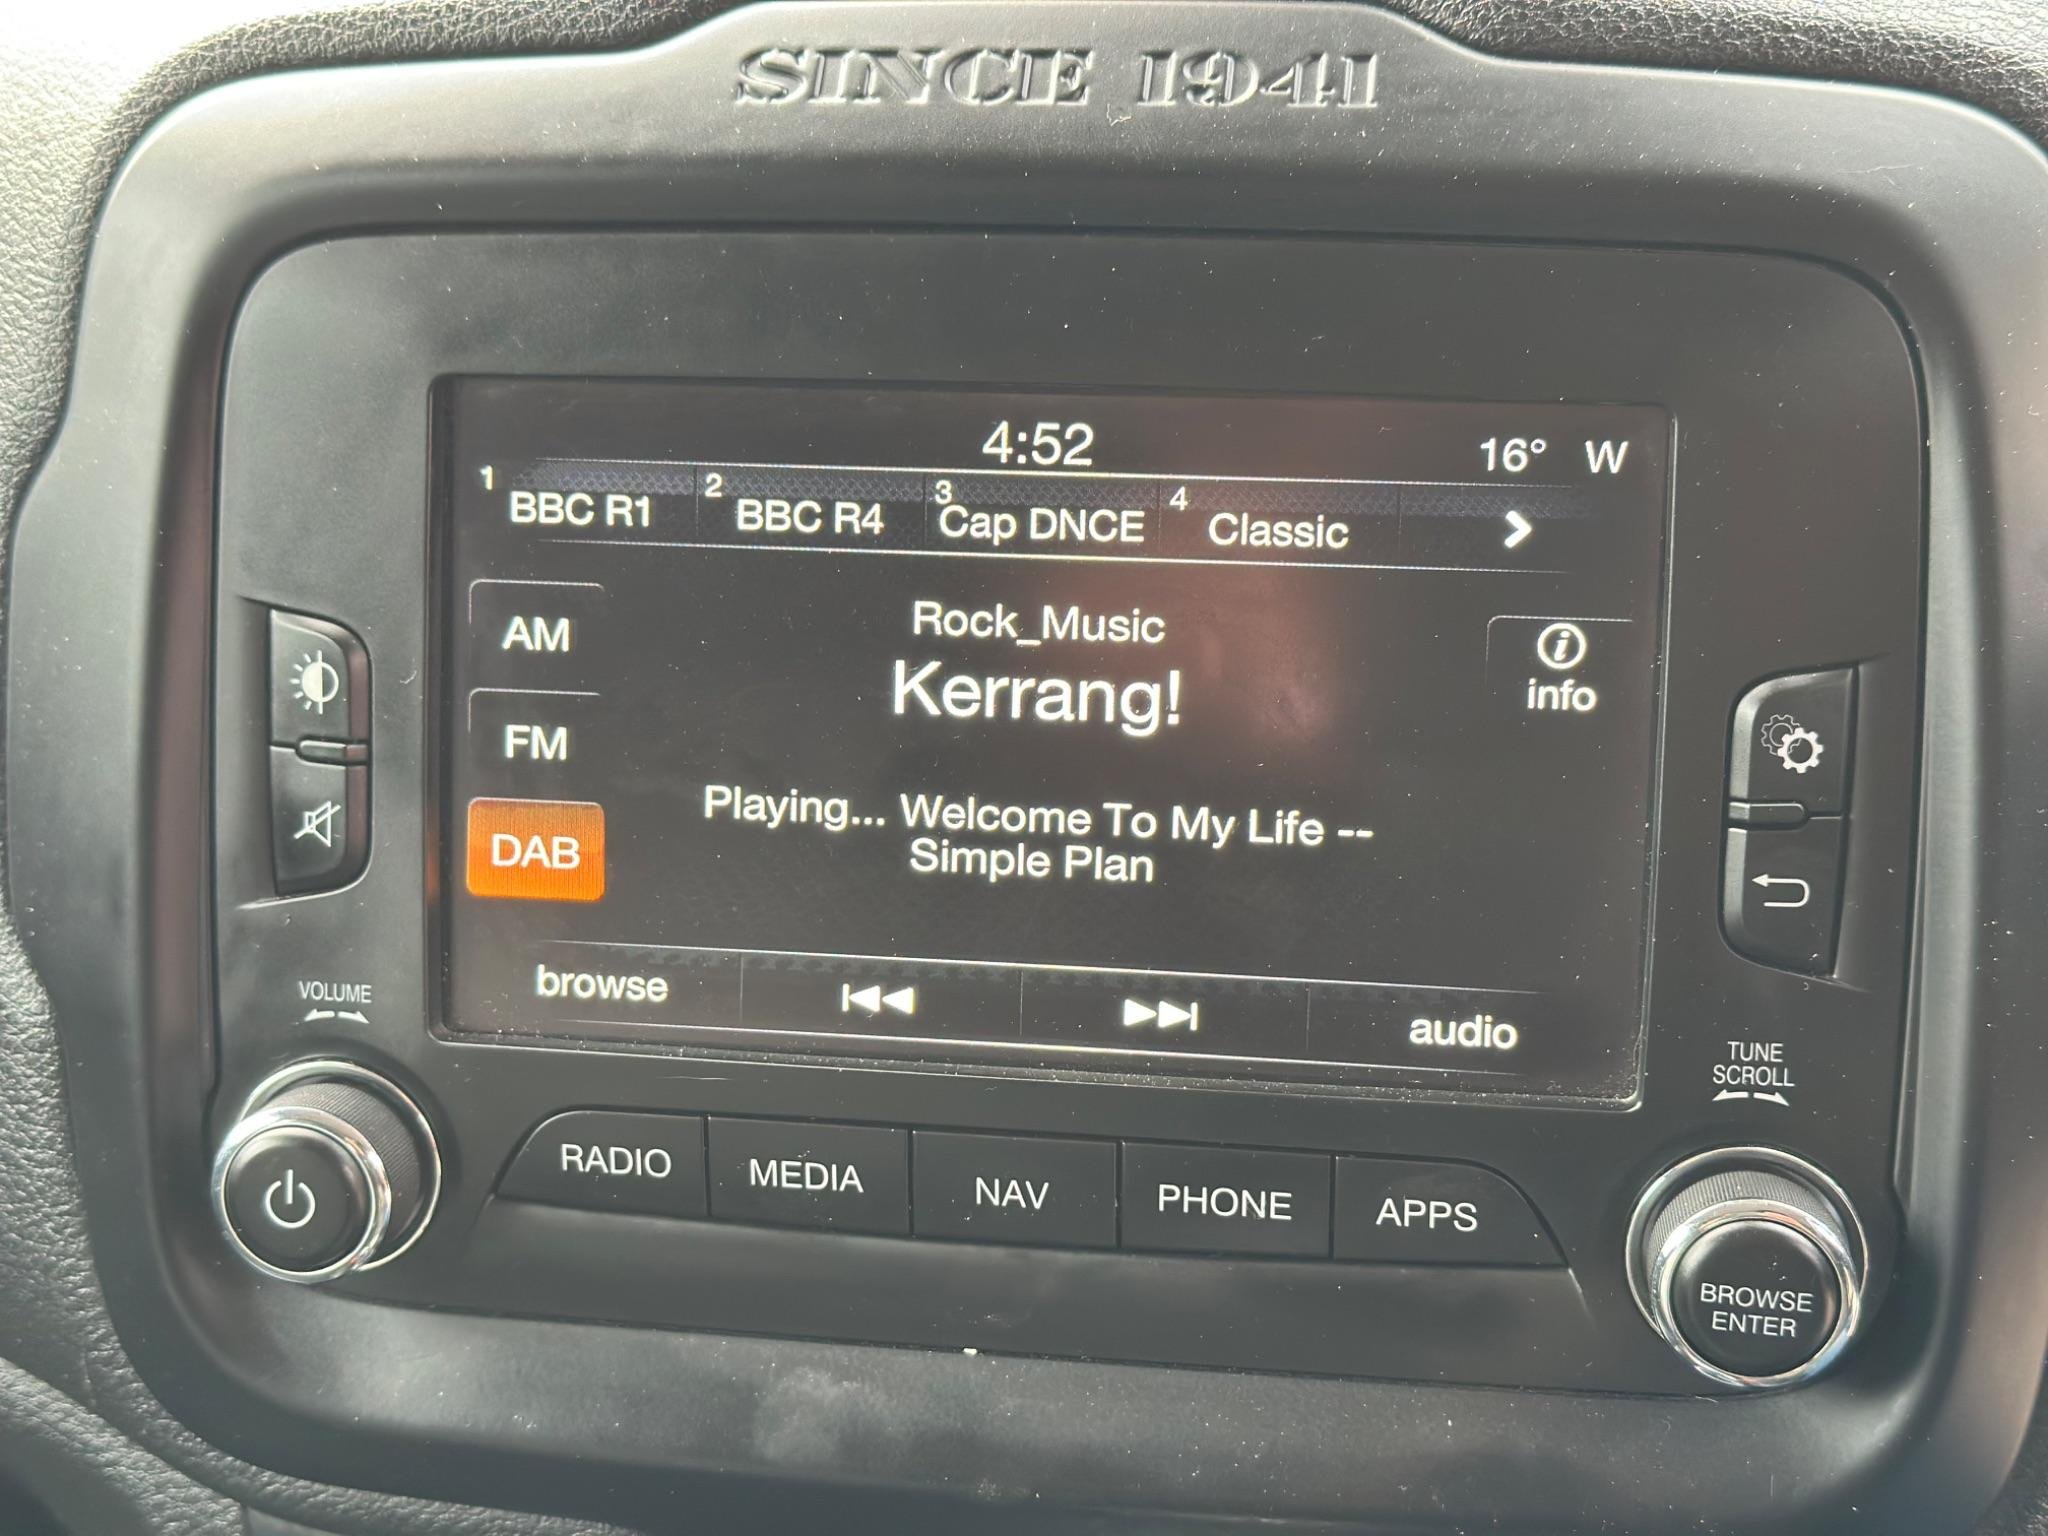 SINCE 1941
4:52
16° W
1 BBC R1 2 BBC R4 3 Cap DNCE 4 Classic
AM
Rock_Music
Kerrang!
info
FM
Playing... Welcome To My Life --
Simple Plan
DAB
browse
audio
VOLUME
TUNE
SCROLL
RADIO MEDIA NAV PHONE APPS
BROWSE
ENTER